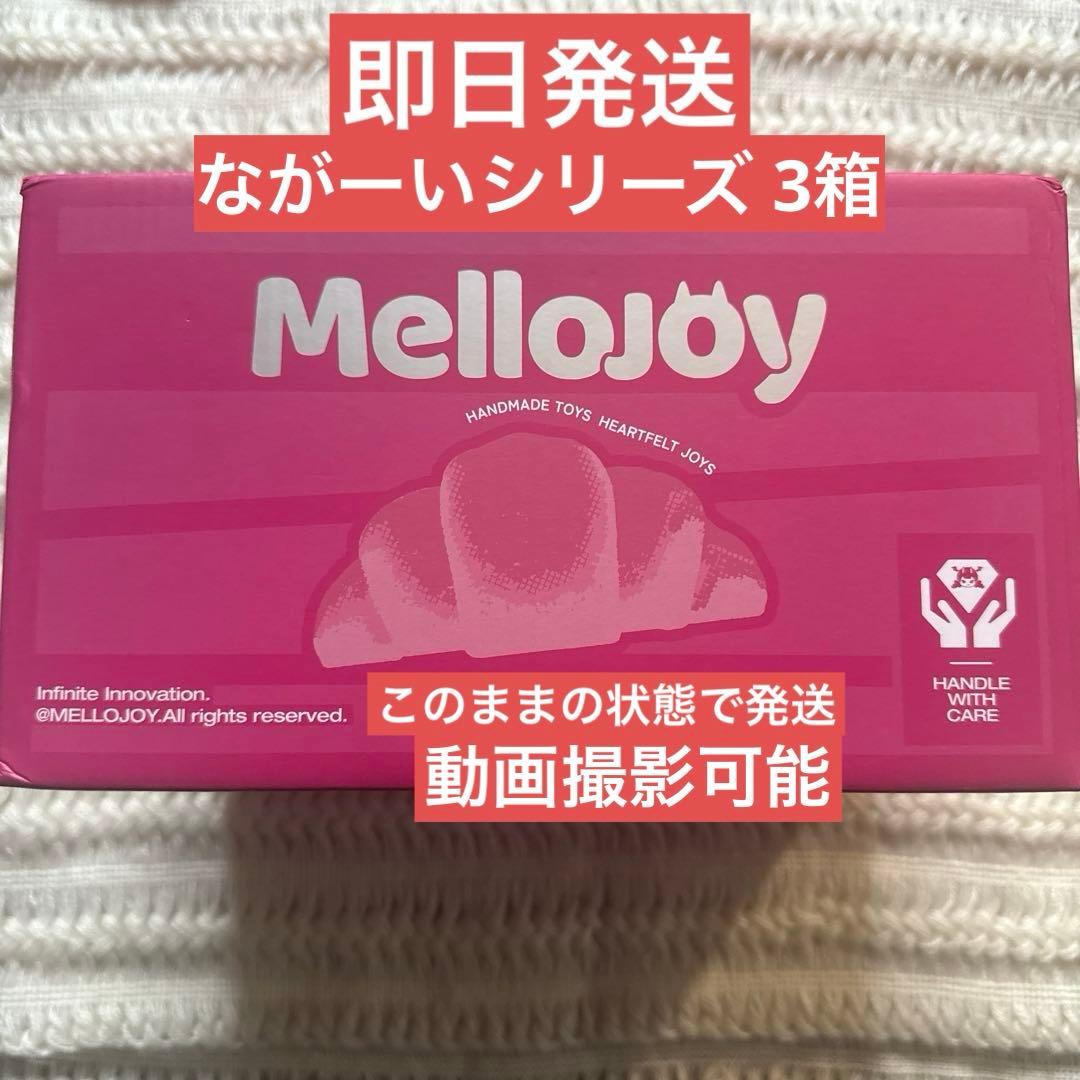 即日発送
ながーいシリーズ 3箱
MelloJoy
HANDMADE TOYS HEARTFELT JOYS
Infinite Innovation.
@MELLOJOY.All rights reserved.
HANDLE
WITH
CARE
このままの状態で発送
動画撮影可能